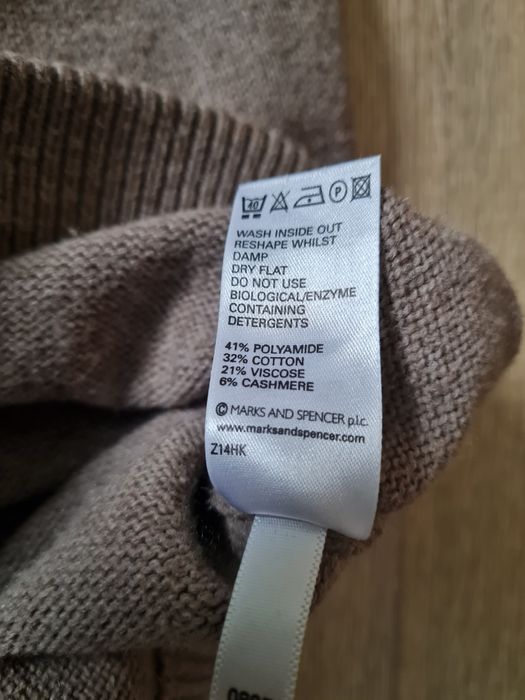 40 P
WASH INSIDE OUT
RESHAPE WHILST
DAMP
DRY FLAT
DO NOT USE
BIOLOGICAL/ENZYME
CONTAINING
DETERGENTS
41% POLYAMIDE
32% COTTON
21% VISCOSE
6% CASHMERE
© MARKS AND SPENCER p.l.c.
www.marksandspencer.com
Z14HK